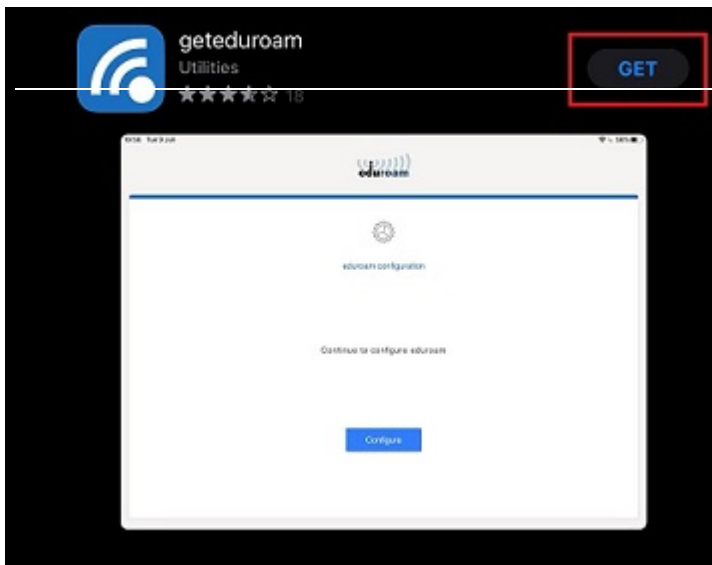 geteduroam
Utilities
GET
18
eduroam
eduroam configuration
Continue to configure eduroam
Configure